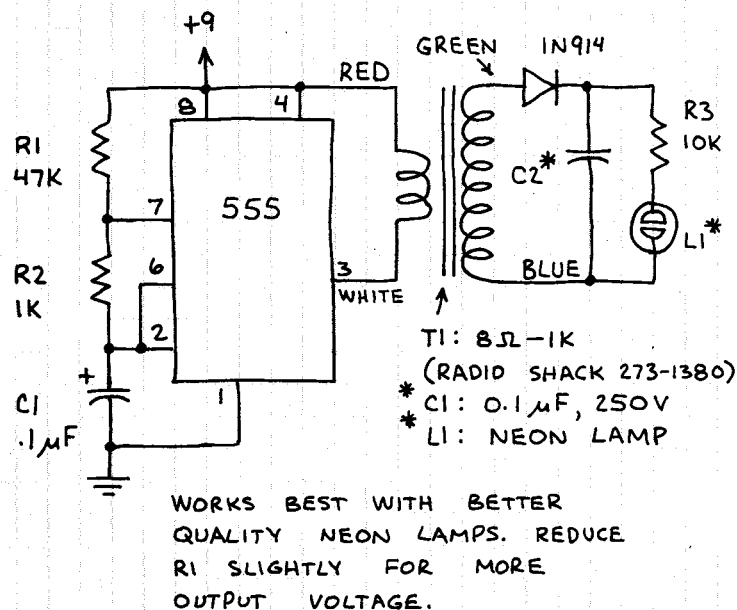 +9
GREEN
1N914
RED
8
4
R1
47K
R3
10K
C2*
7
555
L1*
R2
1K
6
3
WHITE
BLUE
2
+
1
C1
.1µF
T1: 8Ω-1K
(RADIO SHACK 273-1380)
* C1: 0.1µF, 250V
* L1: NEON LAMP
WORKS BEST WITH BETTER
QUALITY NEON LAMPS. REDUCE
R1 SLIGHTLY FOR MORE
OUTPUT VOLTAGE.